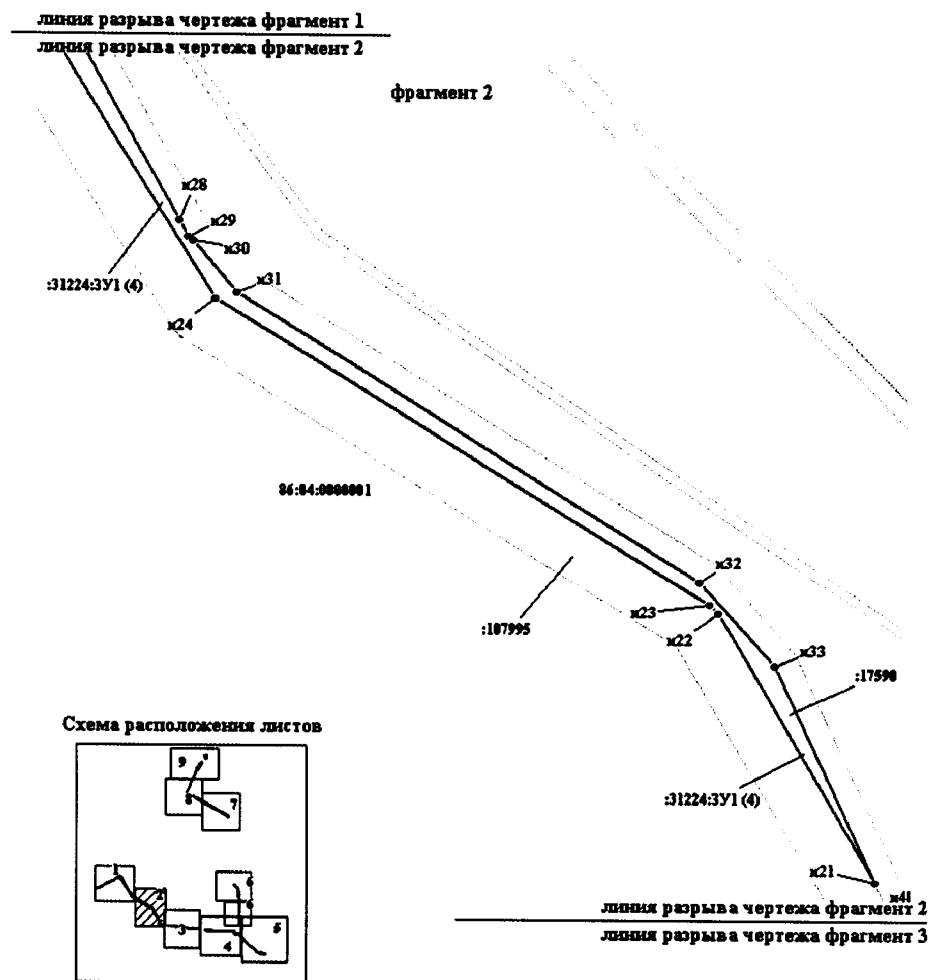 линия разрыва чертежа фрагмент 1
линия разрыва чертежа фрагмент 2
фрагмент 2
н28
н29
н30
:31224:ЗУ1 (4)
н31
н24
86:04:0000001
н32
н23
:107995
н22
н33
:17590
Схема расположения листов
9
8
7
:31224:ЗУ1 (4)
1
2
6
н21
3
4
5
линия разрыва чертежа фрагмент 2
линия разрыва чертежа фрагмент 3